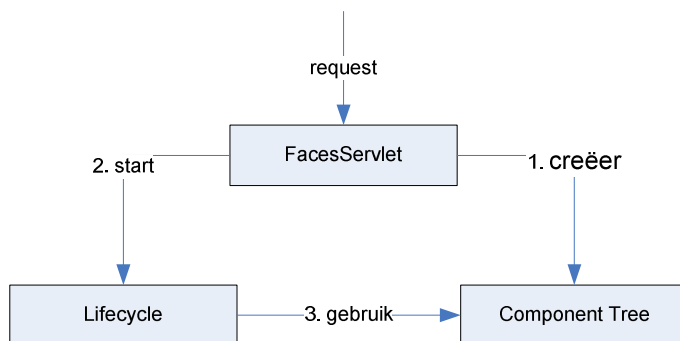 request
FacesServlet
2. start
1. creëer
Lifecycle
3. gebruik
Component Tree